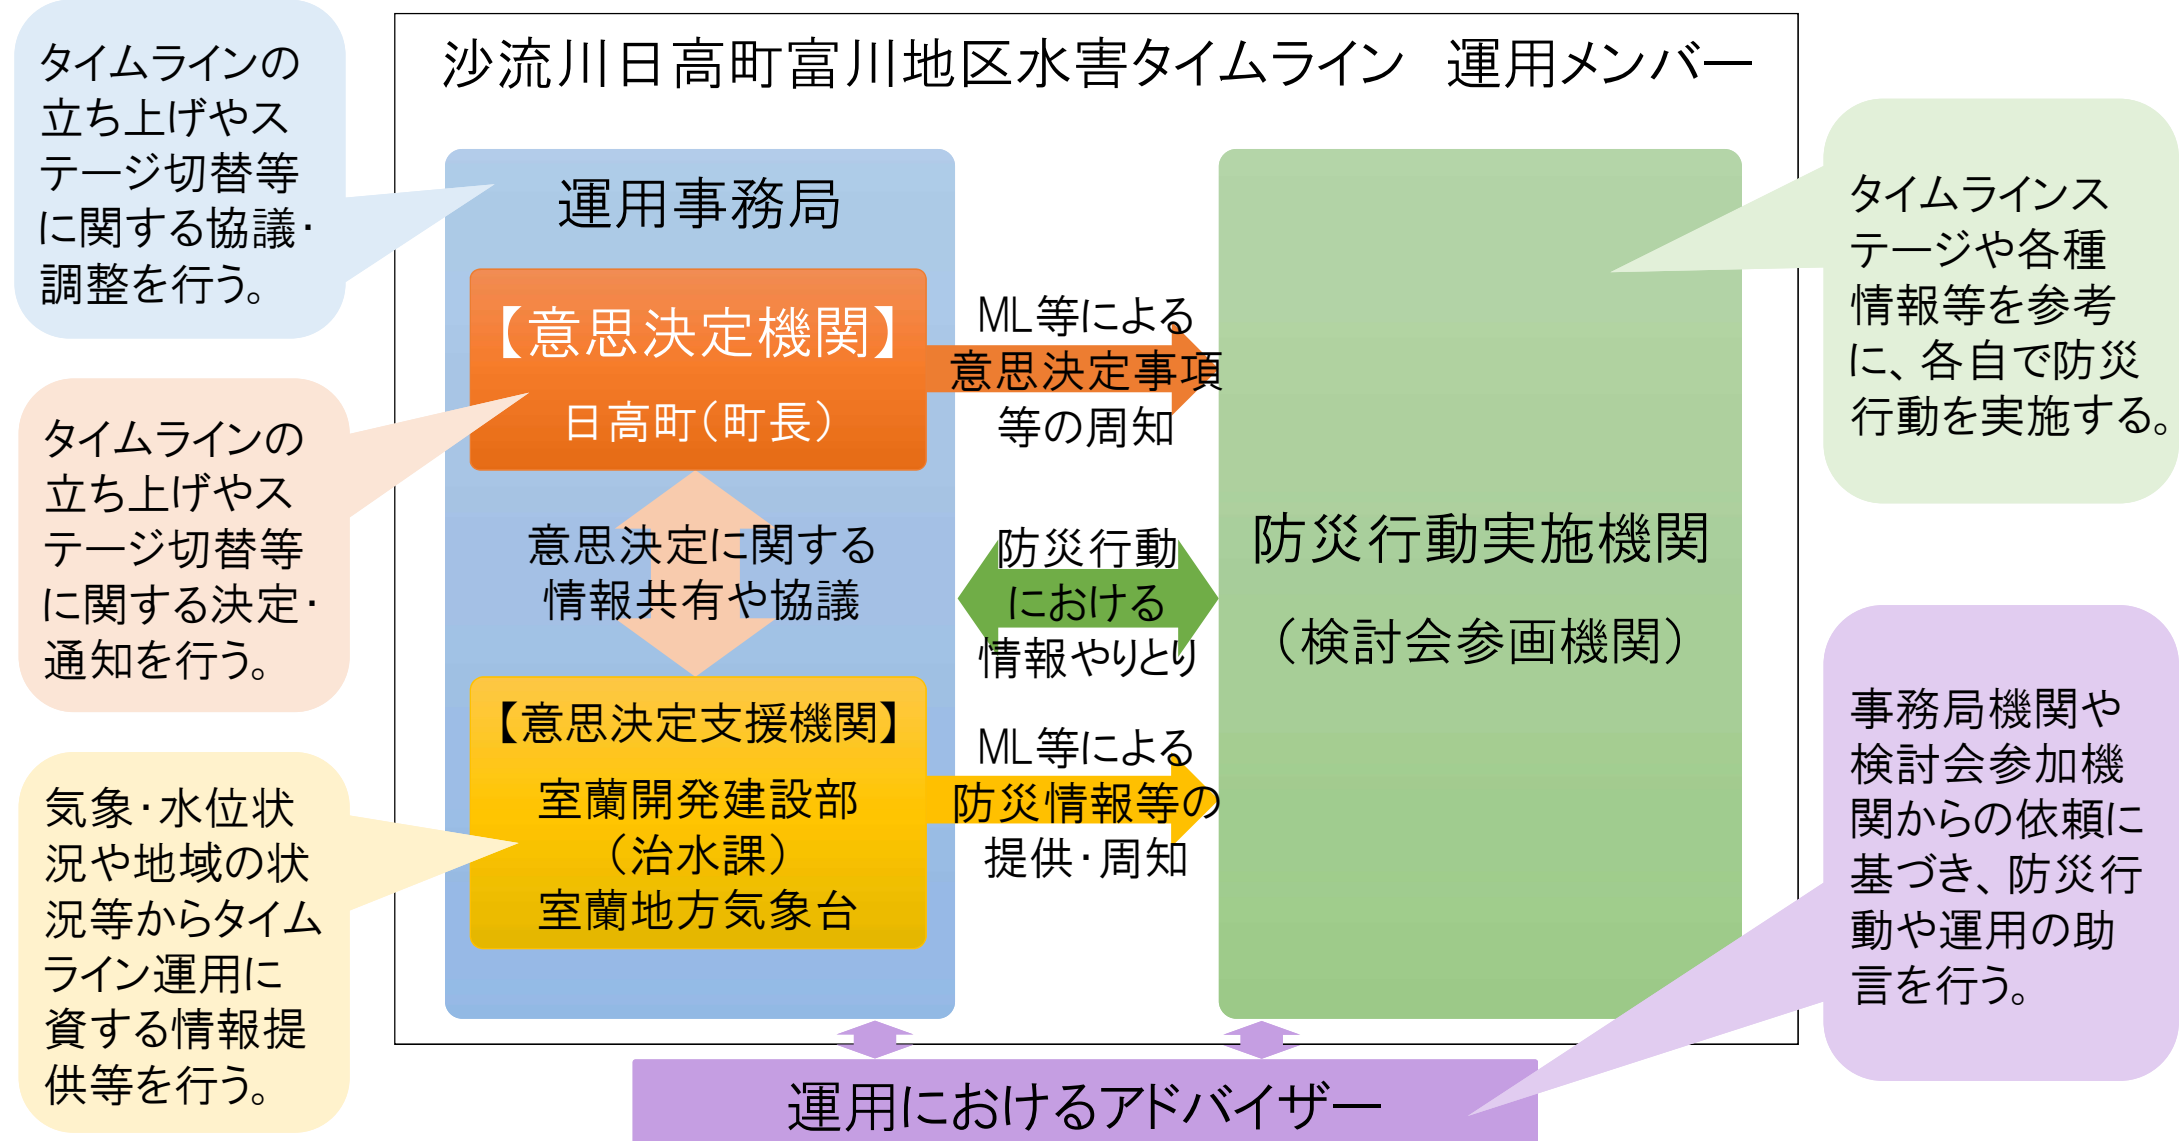 沙流川日高町富川地区水害タイムライン　運用メンバー
タイムラインの
立ち上げやス
テージ切替等
に関する協議・
調整を行う。
運用事務局
【意思決定機関】
日高町（町長）
タイムラインの
立ち上げやス
テージ切替等
に関する決定・
通知を行う。
意思決定に関する
情報共有や協議
【意思決定支援機関】
室蘭開発建設部
（治水課）
室蘭地方気象台
気象・水位状
況や地域の状
況等からタイム
ライン運用に
資する情報提
供等を行う。
ML等による
意思決定事項
等の周知
防災行動
における
情報やりとり
ML等による
防災情報等の
提供・周知
防災行動実施機関
（検討会参画機関）
タイムラインス
テージや各種
情報等を参考
に、各自で防災
行動を実施する。
事務局機関や
検討会参加機
関からの依頼に
基づき、防災行
動や運用の助
言を行う。
運用におけるアドバイザー